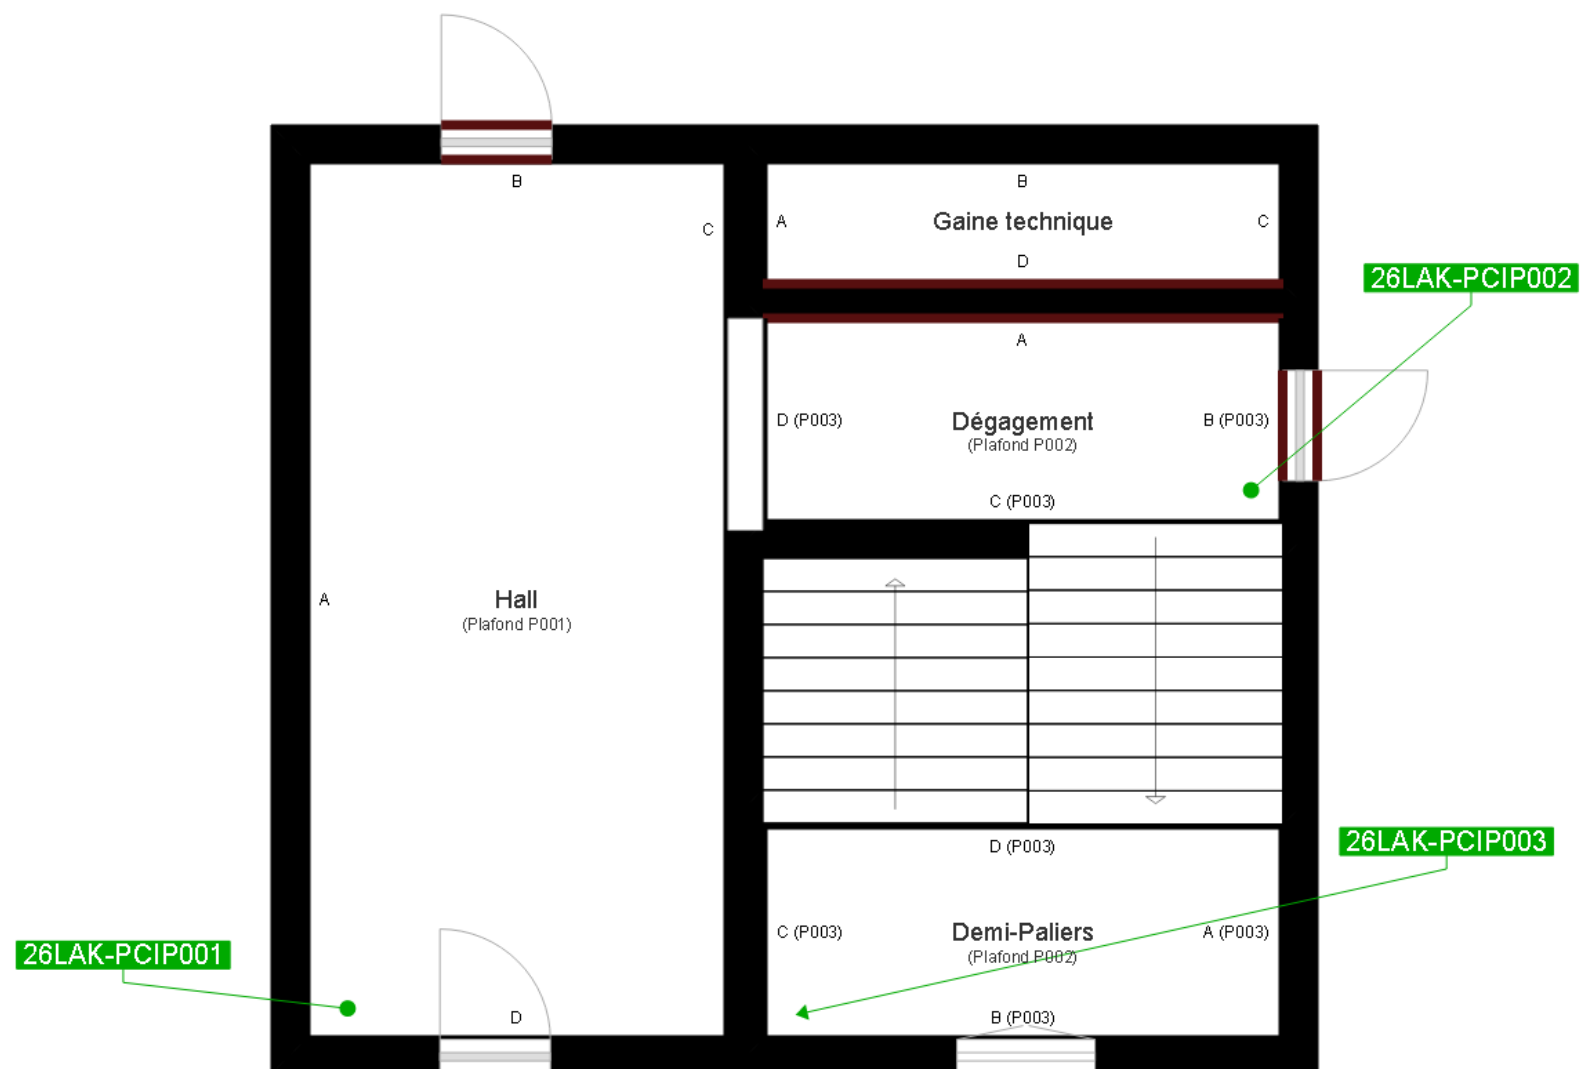 B
B
A
Gaine technique
C
C
D
26LAK-PCIP002
A
D (P003)
Dégagement
B (P003)
(Plafond P002)
C (P003)
A
Hall
(Plafond P001)
26LAK-PCIP003
D (P003)
C (P003)
Demi-Paliers
A (P003)
(Plafond P002)
26LAK-PCIP001
D
B (P003)